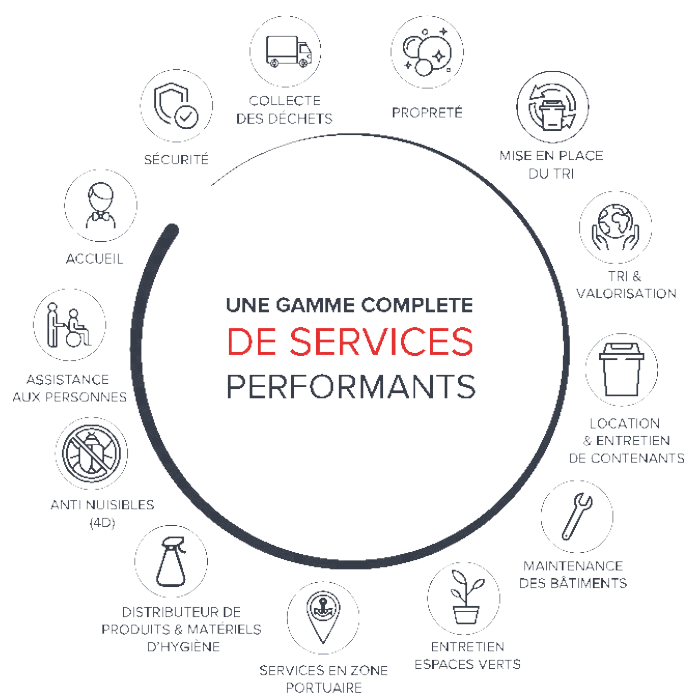 UNE GAMME COMPLETE
DE SERVICES
PERFORMANTS
COLLECTE
DES DÉCHETS
PROPRETÉ
MISE EN PLACE
DU TRI
TRI &
VALORISATION
LOCATION
& ENTRETIEN
DE CONTENANTS
MAINTENANCE
DES BÂTIMENTS
ENTRETIEN
ESPACES VERTS
SERVICES EN ZONE
PORTUAIRE
DISTRIBUTEUR DE
PRODUITS & MATÉRIELS
D'HYGIÈNE
ANTI NUISIBLES
(4D)
ASSISTANCE
AUX PERSONNES
ACCUEIL
SÉCURITÉ